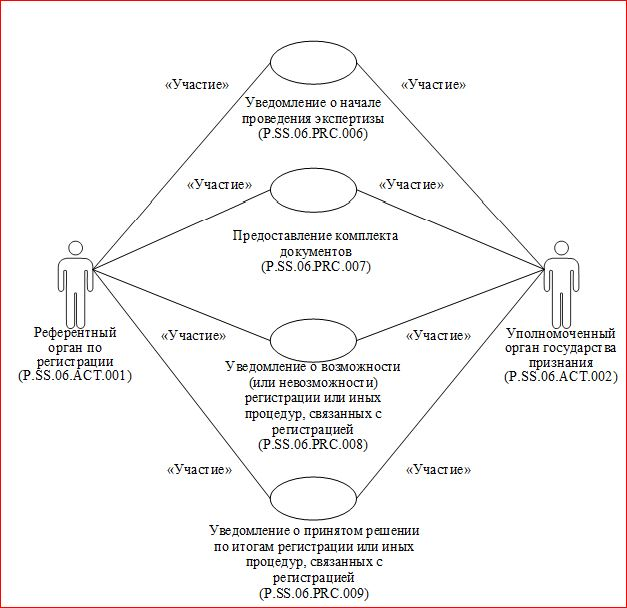 «Участие» «Участие»
Уведомление о начале
проведения экспертизы
(P.SS.06.PRC.006)
«Участие» «Участие»
Предоставление комплекта
документов
(P.SS.06.PRC.007)
Референтный
орган по
регистрации
(P.SS.06.ACT.001)
Уполномоченный
орган государства
признания
(P.SS.06.ACT.002)
«Участие» «Участие»
Уведомление о возможности
(или невозможности)
регистрации или иных
процедур, связанных с
регистрацией
(P.SS.06.PRC.008)
«Участие» «Участие»
Уведомление о принятом решении
по итогам регистрации или иных
процедур, связанных с
регистрацией
(P.SS.06.PRC.009)